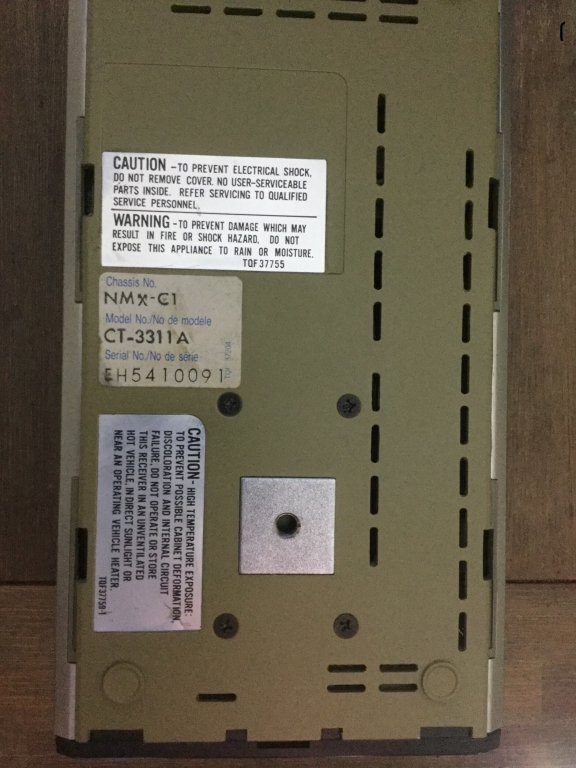 CAUTION -TO PREVENT ELECTRICAL SHOCK,
DO NOT REMOVE COVER. NO USER-SERVICEABLE
PARTS INSIDE. REFER SERVICING TO QUALIFIED
SERVICE PERSONNEL.
WARNING -TO PREVENT DAMAGE WHICH MAY
RESULT IN FIRE OR SHOCK HAZARD, DO NOT
EXPOSE THIS APPLIANCE TO RAIN OR MOISTURE.
TQF37755
Chassis No.
NMX-C1
Model No./No de modèle
CT-3311A
Serial No./No de série
EH5410091
CAUTION- HIGH TEMPERATURE EXPOSURE:
TO PREVENT POSSIBLE CABINET DEFORMATION,
DISCOLORATION AND INTERNAL CIRCUIT
FAILURE, DO NOT OPERATE OR STORE
THIS RECEIVER IN AN UNVENTILATED
HOT VEHICLE, IN DIRECT SUNLIGHT OR
NEAR AN OPERATING VEHICLE HEATER.
TQF37759-1